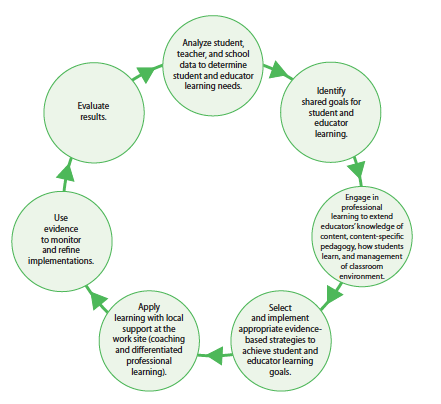 Analyze student,
teacher, and school
data to determine
student and educator
learning needs.
Identify
shared goals for
student and
educator
learning.
Engage in
professional
learning to extend
educators' knowledge of
content, content-specific
pedagogy, how students
learn, and management
of classroom
environment.
Select
and implement
appropriate evidence-
based strategies to
achieve student and
educator learning
goals.
Apply
learning with local
support at the
work site (coaching
and differentiated
professional
learning).
Use
evidence
to monitor
and refine
implementations.
Evaluate
results.